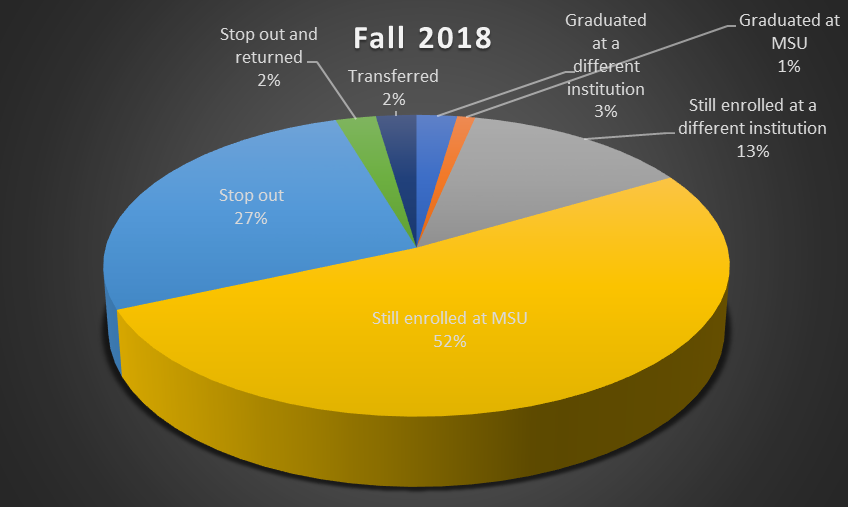 Fall 2018
Stop out and
returned
2%
Transferred
2%
Graduated
at a
different
institution
3%
Graduated at
MSU
1%
Still enrolled at a
different institution
13%
Stop out
27%
Still enrolled at MSU
52%